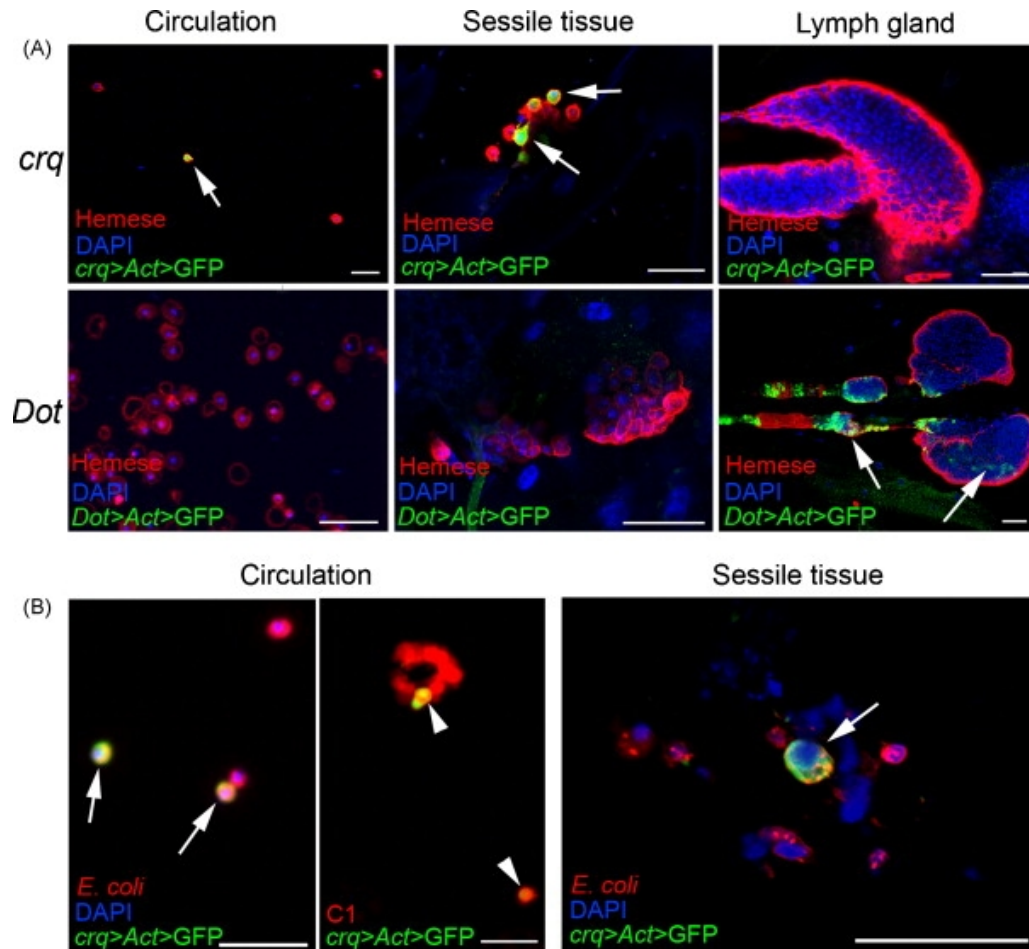 Circulation Sessile tissue Lymph gland
(A)
crq
Hemese
DAPI
crq>Act>GFP
Hemese
DAPI
crq>Act>GFP
Hemese
DAPI
crq>Act>GFP
Dot
Hemese
DAPI
Dot>Act>GFP
Hemese
DAPI
Dot>Act>GFP
Hemese
DAPI
Dot>Act>GFP
Circulation Sessile tissue
(B)
E. coli
DAPI
crq>Act>GFP
C1
crq>Act>GFP
E. coli
DAPI
crq>Act>GFP